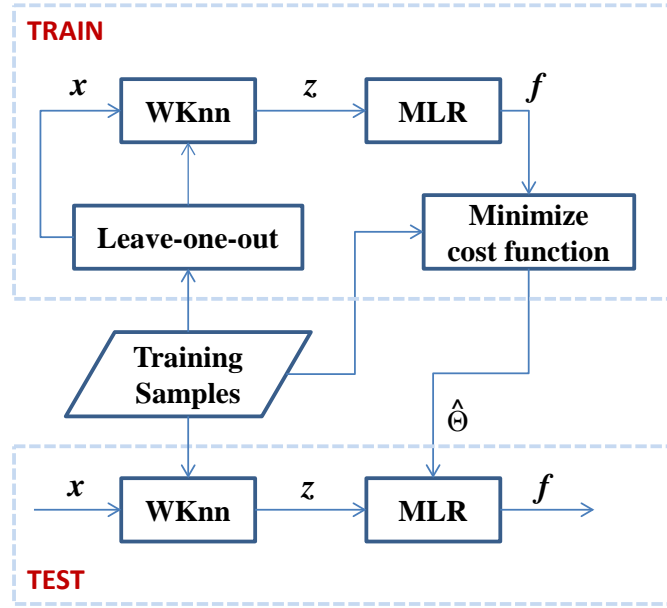 TRAIN
x
WKnn
z
MLR
f
Leave-one-out
Minimize
cost function
Training
Samples
Θ̂
x
WKnn
z
MLR
f
TEST